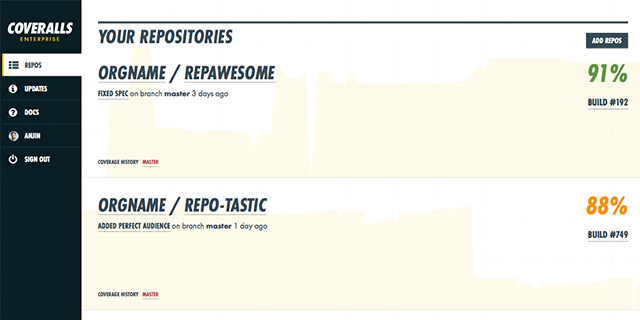 COVERALLS
ENTERPRISE
REPOS
UPDATES
DOCS
ANJIN
SIGN OUT
YOUR REPOSITORIES
ADD REPOS
ORGNAME / REPAWESOME
91%
FIXED SPEC on branch master 3 days ago
BUILD #192
COVERAGE HISTORY MASTER
ORGNAME / REPO-TASTIC
88%
ADDED PERFECT AUDIENCE on branch master 1 day ago
BUILD #749
COVERAGE HISTORY MASTER